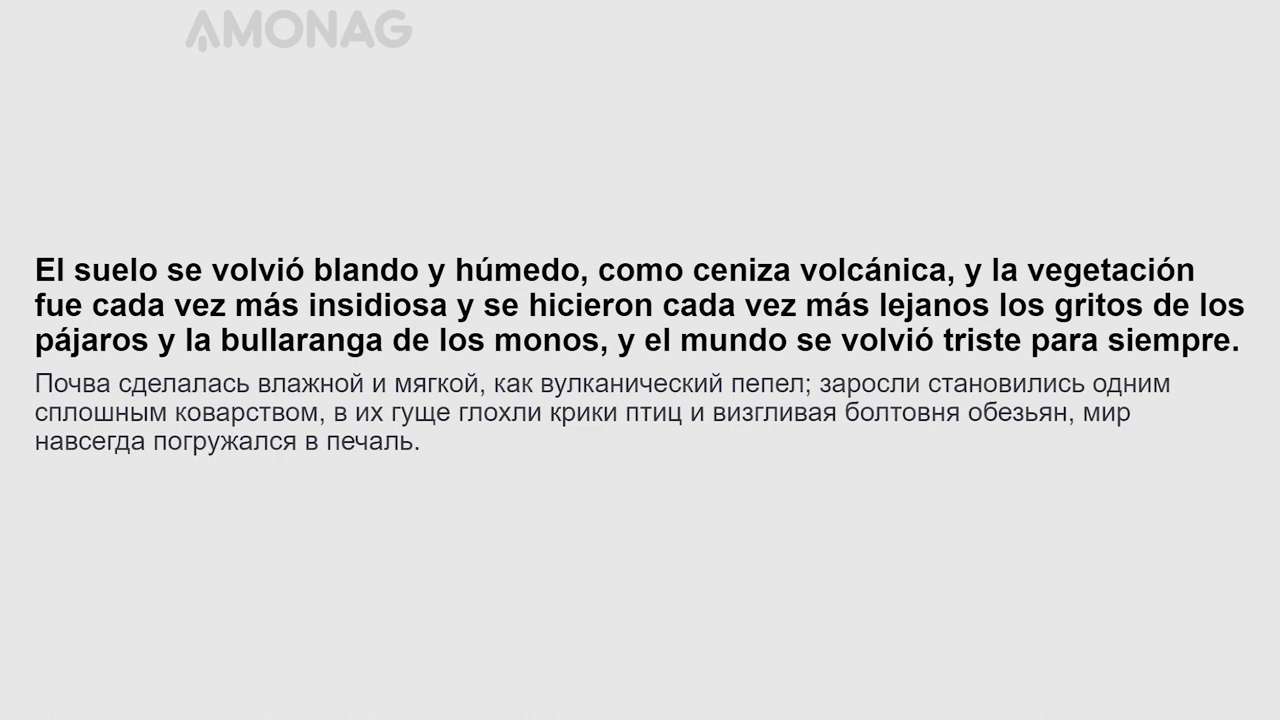 AMONAG
El suelo se volvió blando y húmedo, como ceniza volcánica, y la vegetación
fue cada vez más insidiosa y se hicieron cada vez más lejanos los gritos de los
pájaros y la bullaranga de los monos, y el mundo se volvió triste para siempre.
Почва сделалась влажной и мягкой, как вулканический пепел; заросли становились одним
сплошным коварством, в их гуще глохли крики птиц и визгливая болтовня обезьян, мир
навсегда погружался в печаль.